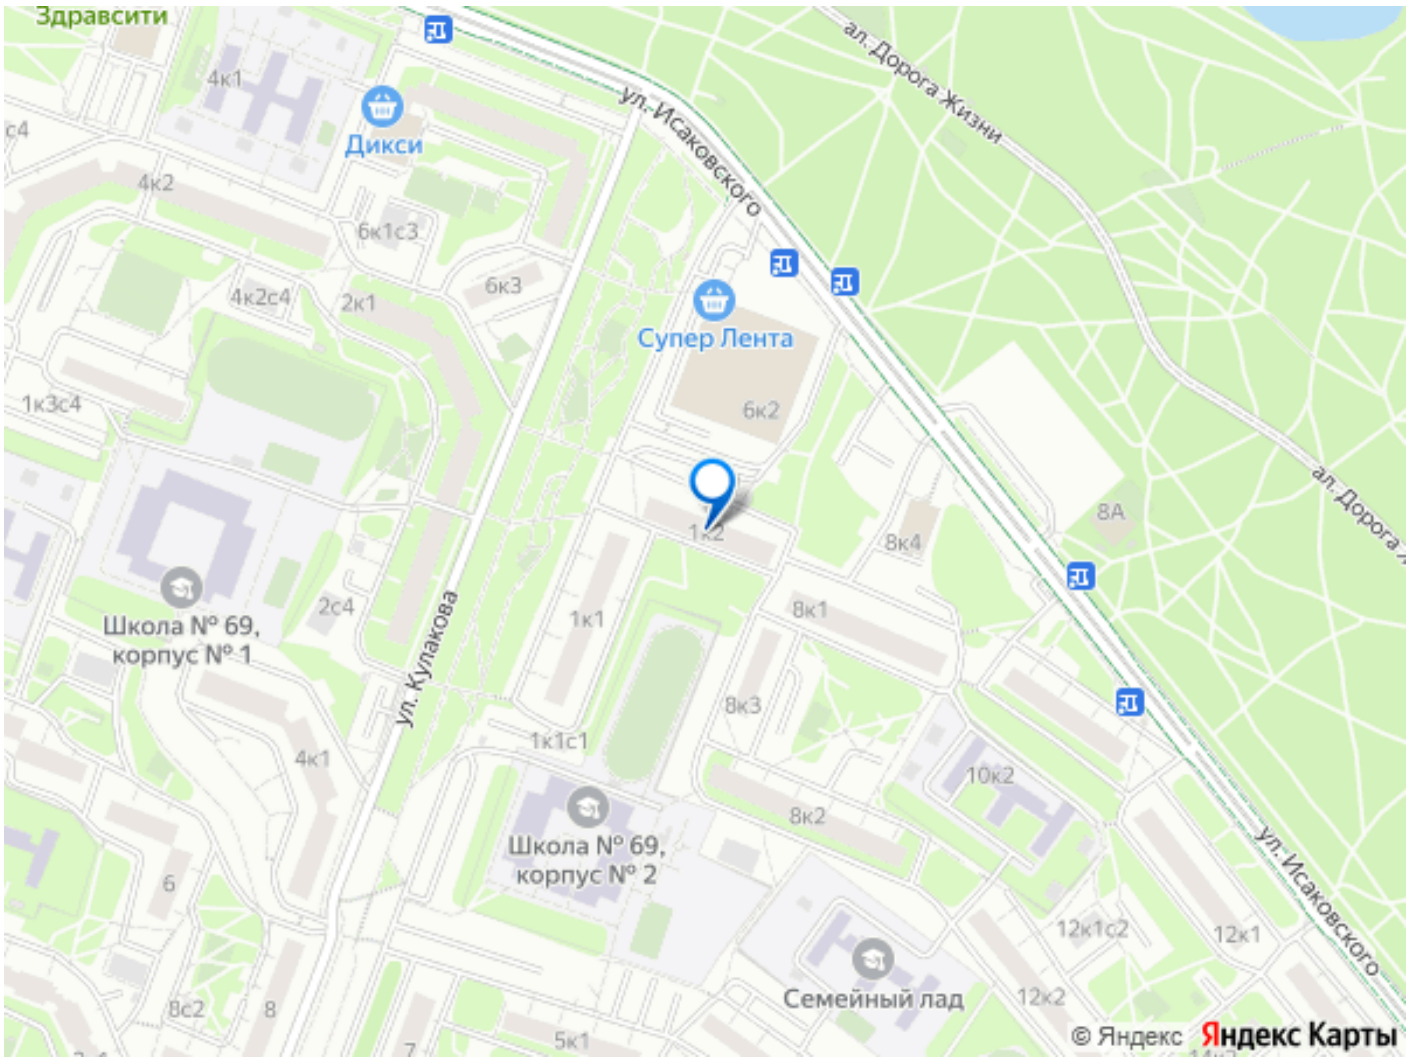 Здравсити
4к1
ал. Дорога Жизни
ул. Исаковского
Дикси
с4
4к2
6к1с3
6к3
4к2с4
2к1
Супер Лента
6к2
1к3с4
ал. Дорога Ж
8А
1к2
8к4
Школа № 69,
корпус № 1
2с4
1к1
8к1
ул. Кулакова
8к3
1к1с1
4к1
10к2
8к2
Школа № 69,
корпус № 2
ул. Исаковского
6
12к1с2
12к1
Семейный лад
12к2
8с2
8
5к1
7
© Яндекс Яндекс Карты